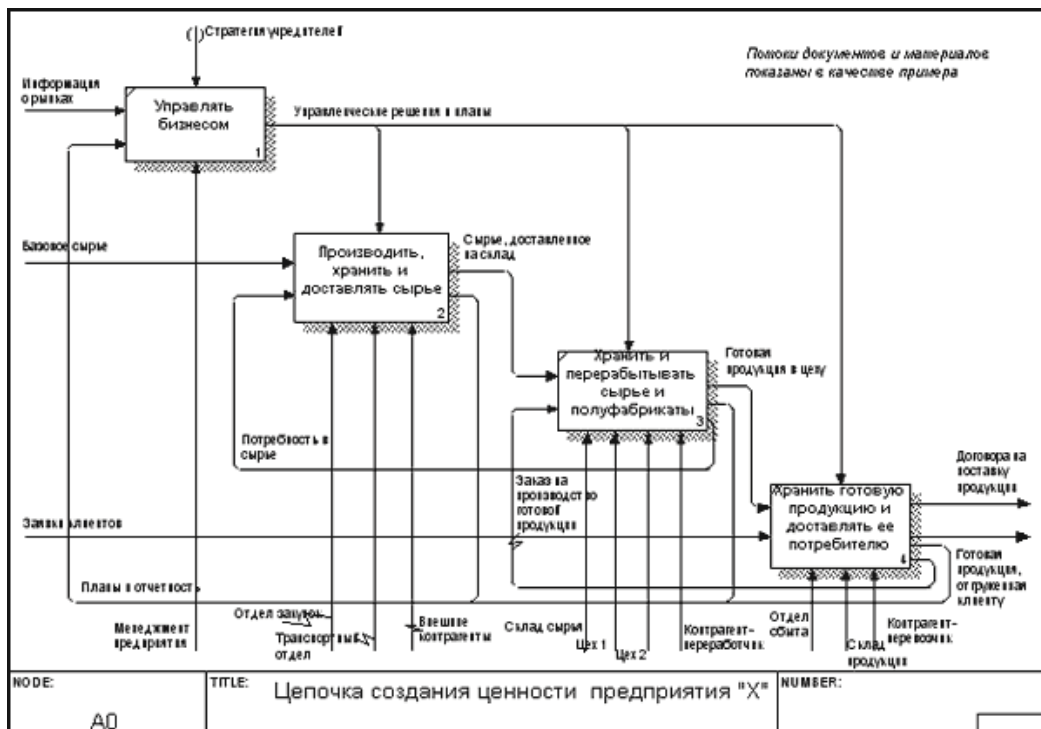 ( ) Стратегия учредителей
Потоки документов и материалов
показаны в качестве примера
Информация
о рынках
Управлять
бизнесом
1
Управленческие решения и планы
Базовое сырье
Производить,
хранить и
доставлять сырье
2
Сырье, доставленное
на склад
Хранить и
перерабытывать
сырье и
полуфабрикаты
3
Готовая
продукция в цеху
Потребность в
сырье
Заказ на
производство
готовой
продукции
Хранить готовую
продукцию и
доставлять ее
потребителю
4
Договора на
поставку
продукции
Заявки клиентов
Готовая
продукция,
отгруженная
клиенту
Планы и отчетность
Менеджмент
предприятия
Отдел закупок
Транспортный
отдел
Внешние
контрагенты
Склад сырья
Цех 1
Цех 2
Контрагент-
переработчик
Отдел
сбыта
Склад
продукции
Контрагент-
перевозчик
NODE:
A0
TITLE:
Цепочка создания ценности предприятия "X"
NUMBER: